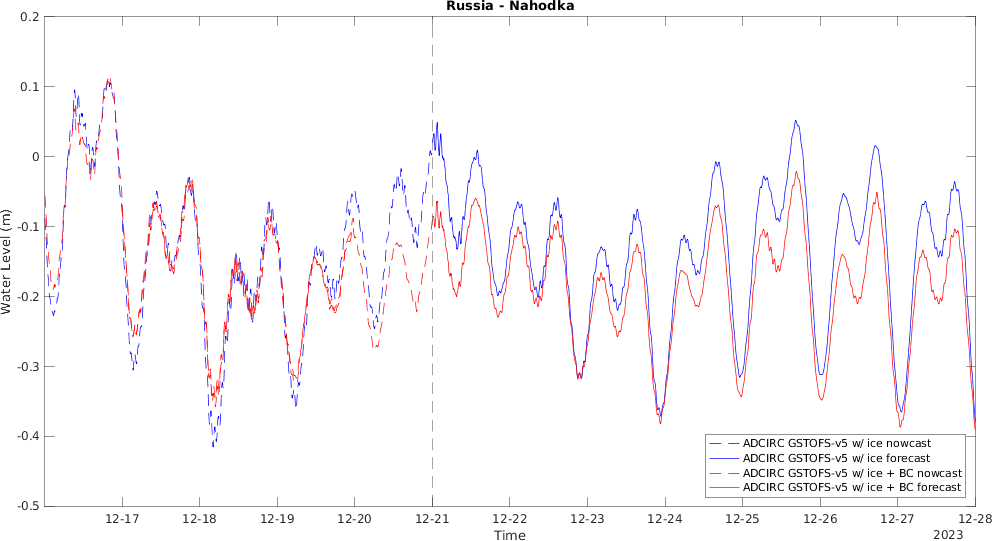 Russia - Nahodka
Water Level (m)
0.2
0.1
0
-0.1
-0.2
-0.3
-0.4
-0.5
ADCIRC GSTOFS-v5 w/ ice nowcast
ADCIRC GSTOFS-v5 w/ ice forecast
ADCIRC GSTOFS-v5 w/ ice + BC nowcast
ADCIRC GSTOFS-v5 w/ ice + BC forecast
12-17 12-18 12-19 12-20 12-21 12-22 12-23 12-24 12-25 12-26 12-27 12-28
Time
2023